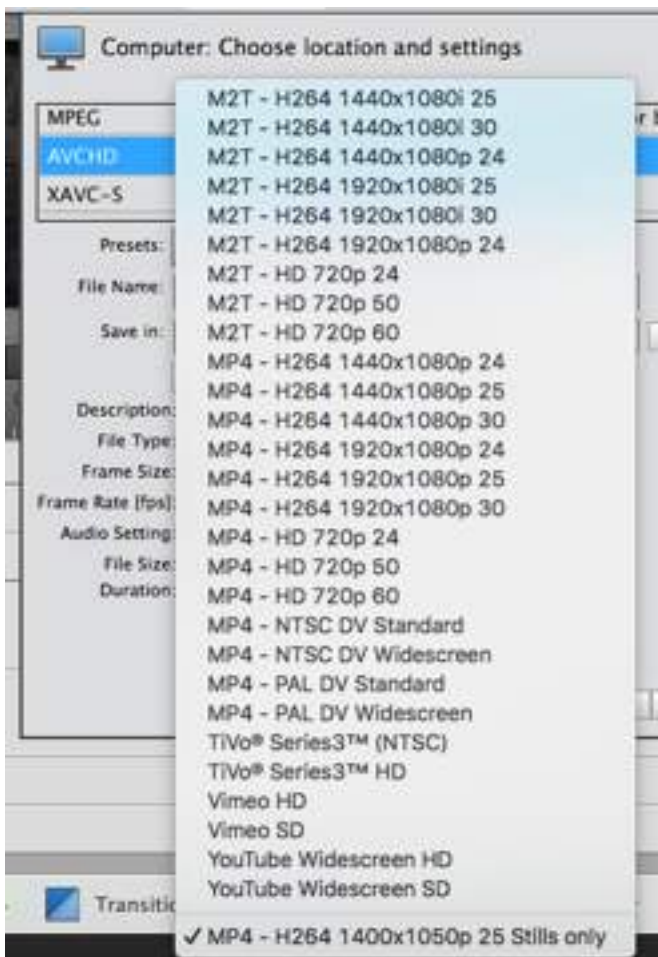 Computer: Choose location and settings
MPEG
AVCHD
XAVC-S
Presets:
File Name:
Save in:
Description:
File Type:
Frame Size:
Frame Rate [fps]:
Audio Setting
File Size:
Duration:
M2T - H264 1440x1080i 25
M2T - H264 1440x1080i 30
M2T - H264 1440x1080p 24
M2T - H264 1920x1080i 25
M2T - H264 1920x1080i 30
M2T - H264 1920x1080p 24
M2T - HD 720p 24
M2T - HD 720p 50
M2T - HD 720p 60
MP4 - H264 1440x1080p 24
MP4 - H264 1440x1080p 25
MP4 - H264 1440x1080p 30
MP4 - H264 1920x1080p 24
MP4 - H264 1920x1080p 25
MP4 - H264 1920x1080p 30
MP4 - HD 720p 24
MP4 - HD 720p 50
MP4 - HD 720p 60
MP4 - NTSC DV Standard
MP4 - NTSC DV Widescreen
MP4 - PAL DV Standard
MP4 - PAL DV Widescreen
TiVo® Series3™ (NTSC)
TiVo® Series3™ HD
Vimeo HD
Vimeo SD
YouTube Widescreen HD
YouTube Widescreen SD
✓ MP4 - H264 1400x1050p 25 Stills only
Transitic